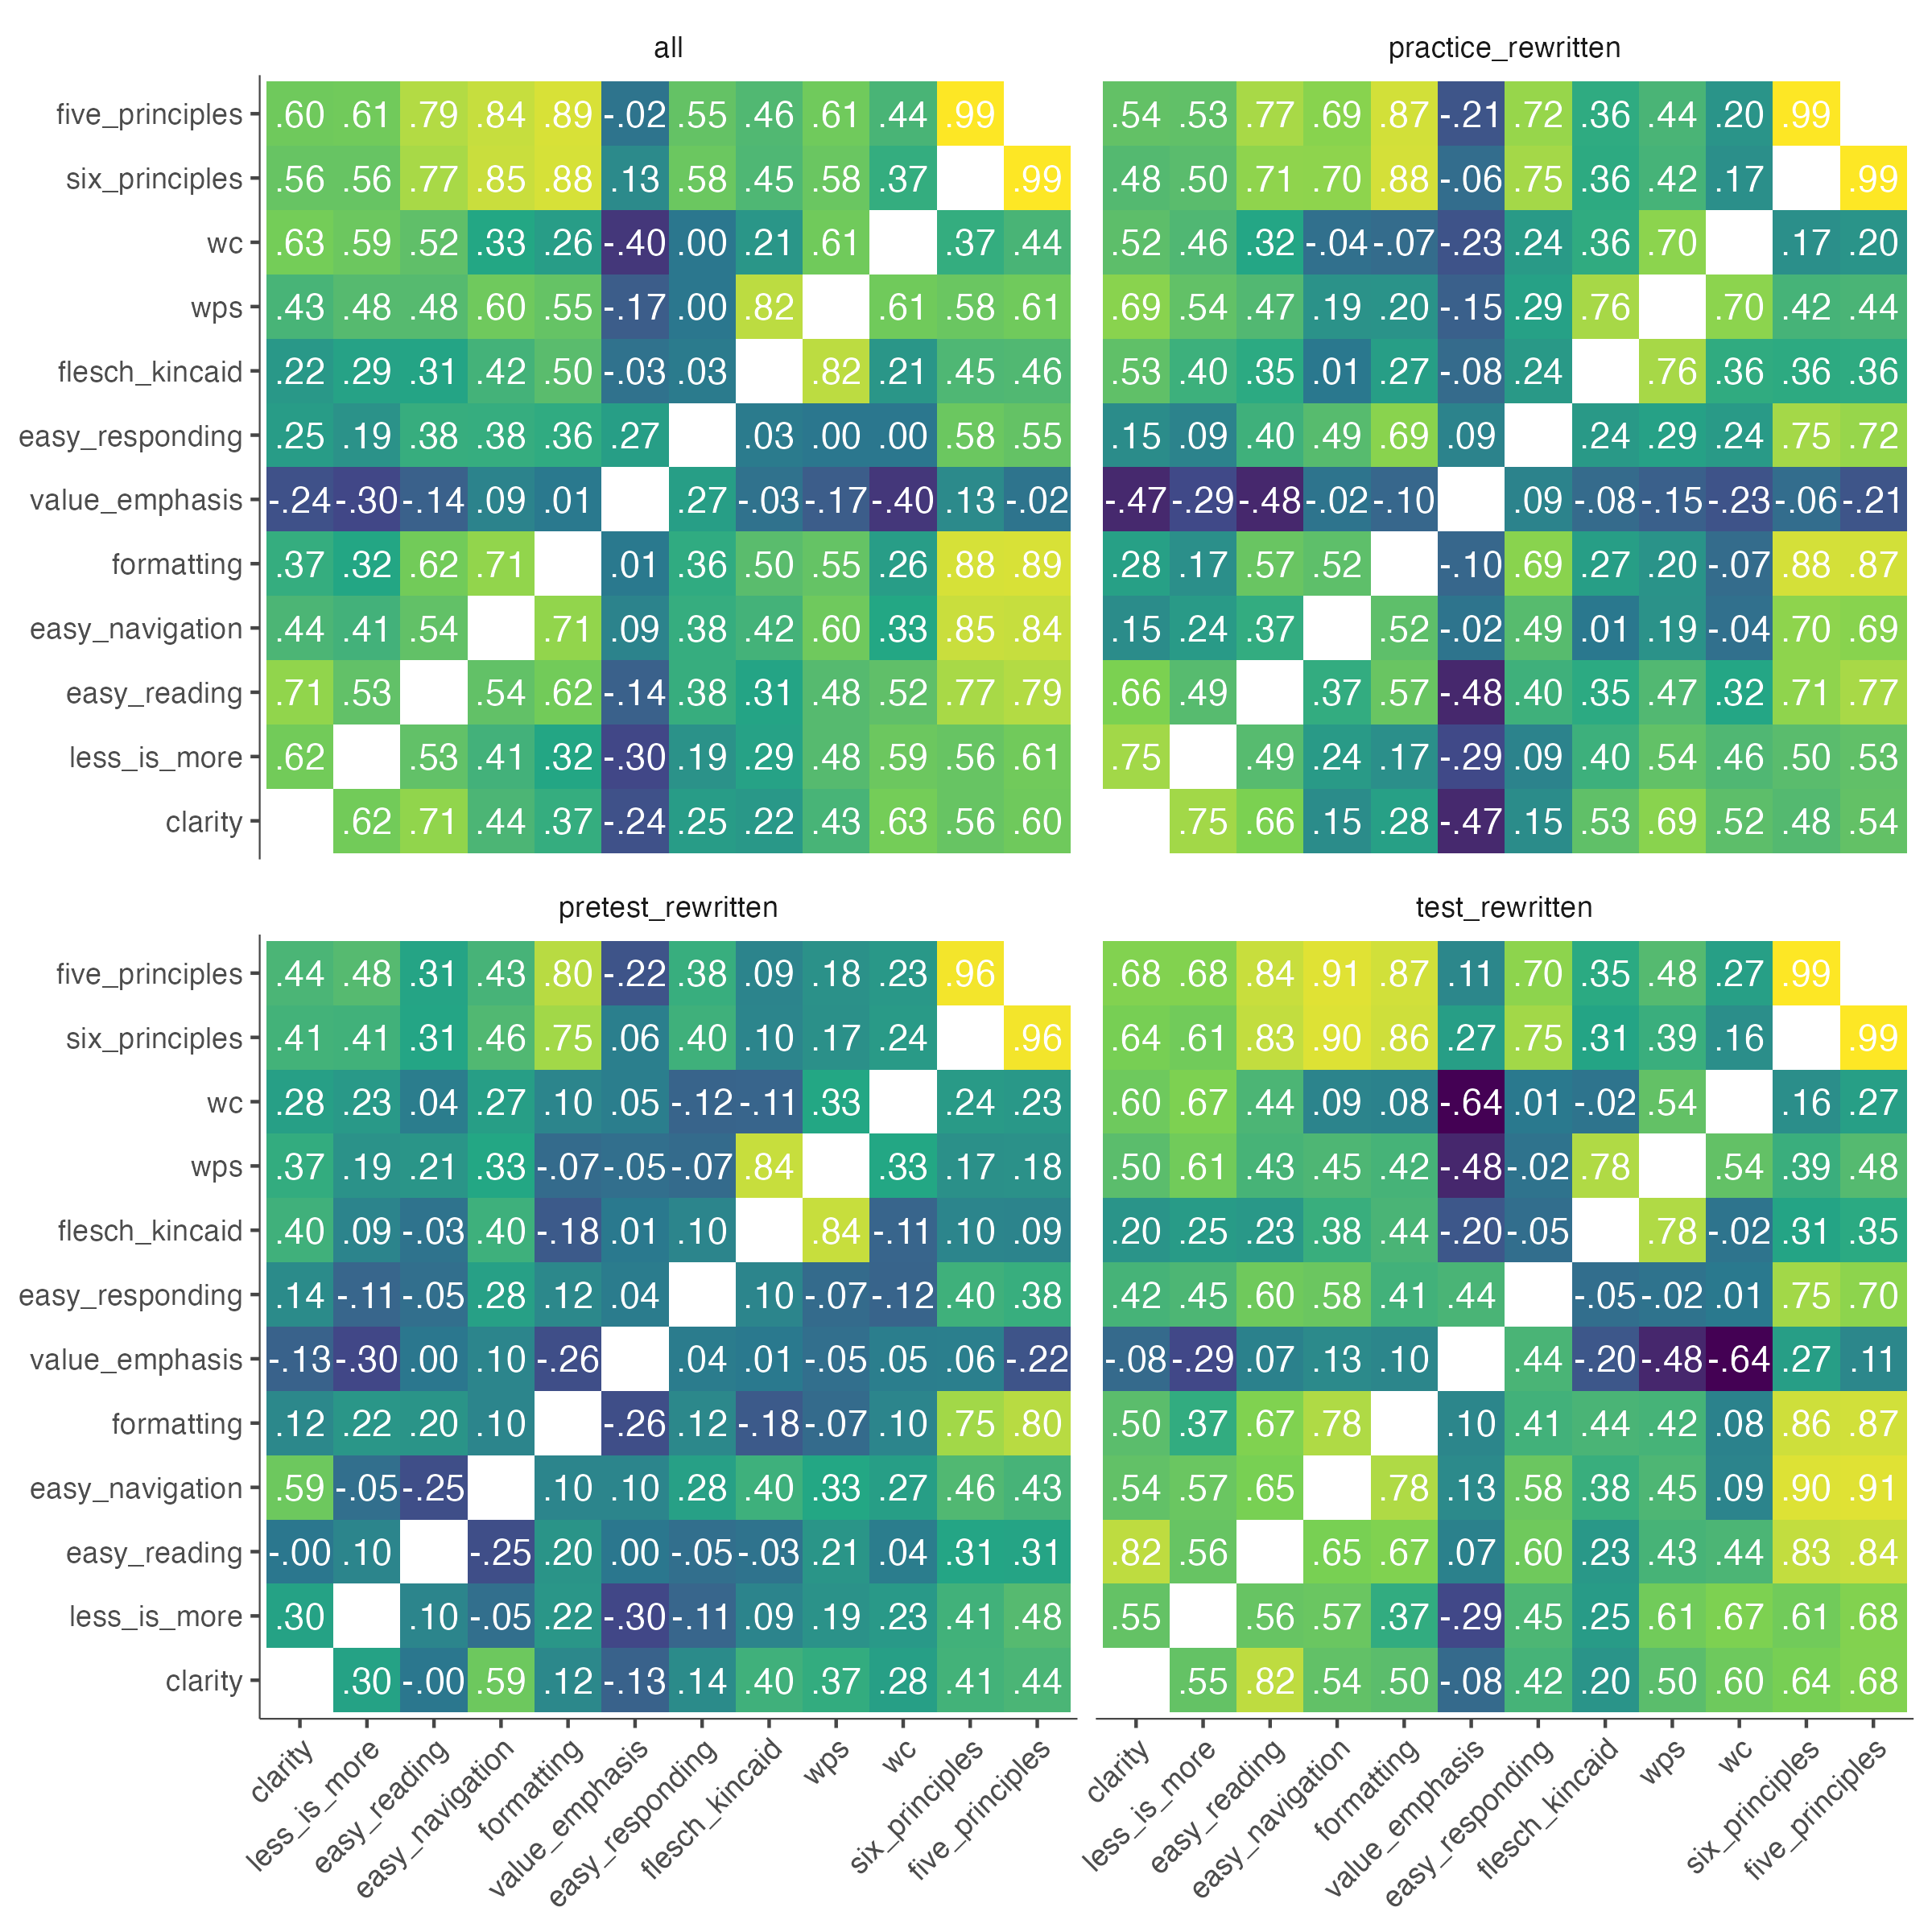 all practice_rewritten
five_principles .60 .61 .79 .84 .89 -.02 .55 .46 .61 .44 .99 .54 .53 .77 .69 .87 -.21 .72 .36 .44 .20 .99
six_principles .56 .56 .77 .85 .88 .13 .58 .45 .58 .37 .99 .48 .50 .71 .70 .88 -.06 .75 .36 .42 .17 .99
wc .63 .59 .52 .33 .26 -.40 .00 .21 .61 .37 .44 .52 .46 .32 -.04 -.07 -.23 .24 .36 .70 .17 .20
wps .43 .48 .48 .60 .55 -.17 .00 .82 .61 .58 .61 .69 .54 .47 .19 .20 -.15 .29 .76 .70 .42 .44
flesch_kincaid .22 .29 .31 .42 .50 -.03 .03 .82 .21 .45 .46 .53 .40 .35 .01 .27 -.08 .24 .76 .36 .36 .36
easy_responding .25 .19 .38 .38 .36 .27 .03 .00 .00 .58 .55 .15 .09 .40 .49 .69 .09 .24 .29 .24 .75 .72
value_emphasis -.24 -.30 -.14 .09 .01 .27 -.03 -.17 -.40 .13 -.02 -.47 -.29 -.48 -.02 -.10 .09 -.08 -.15 -.23 -.06 -.21
formatting .37 .32 .62 .71 .01 .36 .50 .55 .26 .88 .89 .28 .17 .57 .52 -.10 .69 .27 .20 -.07 .88 .87
easy_navigation .44 .41 .54 .71 .09 .38 .42 .60 .33 .85 .84 .15 .24 .37 .52 -.02 .49 .01 .19 -.04 .70 .69
easy_reading .71 .53 .54 .62 -.14 .38 .31 .48 .52 .77 .79 .66 .49 .37 .57 -.48 .40 .35 .47 .32 .71 .77
less_is_more .62 .53 .41 .32 -.30 .19 .29 .48 .59 .56 .61 .75 .49 .24 .17 -.29 .09 .40 .54 .46 .50 .53
clarity .62 .71 .44 .37 -.24 .25 .22 .43 .63 .56 .60 .75 .66 .15 .28 -.47 .15 .53 .69 .52 .48 .54
pretest_rewritten test_rewritten
five_principles .44 .48 .31 .43 .80 -.22 .38 .09 .18 .23 .96 .68 .68 .84 .91 .87 .11 .70 .35 .48 .27 .99
six_principles .41 .41 .31 .46 .75 .06 .40 .10 .17 .24 .96 .64 .61 .83 .90 .86 .27 .75 .31 .39 .16 .99
wc .28 .23 .04 .27 .10 .05 -.12 -.11 .33 .24 .23 .60 .67 .44 .09 .08 -.64 .01 -.02 .54 .16 .27
wps .37 .19 .21 .33 -.07 -.05 -.07 .84 .33 .17 .18 .50 .61 .43 .45 .42 -.48 -.02 .78 .54 .39 .48
flesch_kincaid .40 .09 -.03 .40 -.18 .01 .10 .84 -.11 .10 .09 .20 .25 .23 .38 .44 -.20 -.05 .78 -.02 .31 .35
easy_responding .14 -.11 -.05 .28 .12 .04 .10 -.07 -.12 .40 .38 .42 .45 .60 .58 .41 .44 -.05 -.02 .01 .75 .70
value_emphasis -.13 -.30 .00 .10 -.26 .04 .01 -.05 .05 .06 -.22 -.08 -.29 .07 .13 .10 .44 -.20 -.48 -.64 .27 .11
formatting .12 .22 .20 .10 -.26 .12 -.18 -.07 .10 .75 .80 .50 .37 .67 .78 .10 .41 .44 .42 .08 .86 .87
easy_navigation .59 -.05 -.25 .10 .10 .28 .40 .33 .27 .46 .43 .54 .57 .65 .78 .13 .58 .38 .45 .09 .90 .91
easy_reading -.00 .10 -.25 .20 .00 -.05 -.03 .21 .04 .31 .31 .82 .56 .65 .67 .07 .60 .23 .43 .44 .83 .84
less_is_more .30 .10 -.05 .22 -.30 -.11 .09 .19 .23 .41 .48 .55 .56 .57 .37 -.29 .45 .25 .61 .67 .61 .68
clarity .30 -.00 .59 .12 -.13 .14 .40 .37 .28 .41 .44 .55 .82 .54 .50 -.08 .42 .20 .50 .60 .64 .68
clarity less_is_more easy_reading easy_navigation formatting value_emphasis easy_responding flesch_kincaid wps wc six_principles five_principles clarity less_is_more easy_reading easy_navigation formatting value_emphasis easy_responding flesch_kincaid wps wc six_principles five_principles